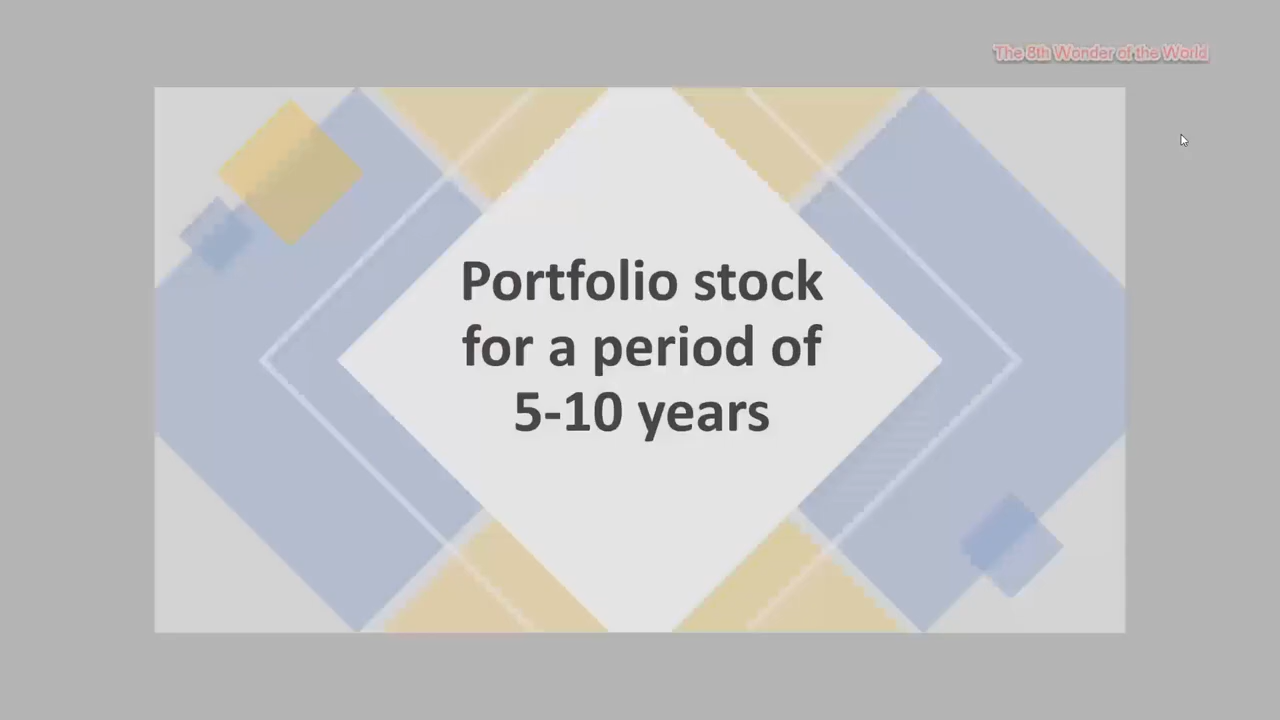 The 8th Wonder of the World
Portfolio stock
for a period of
5-10 years